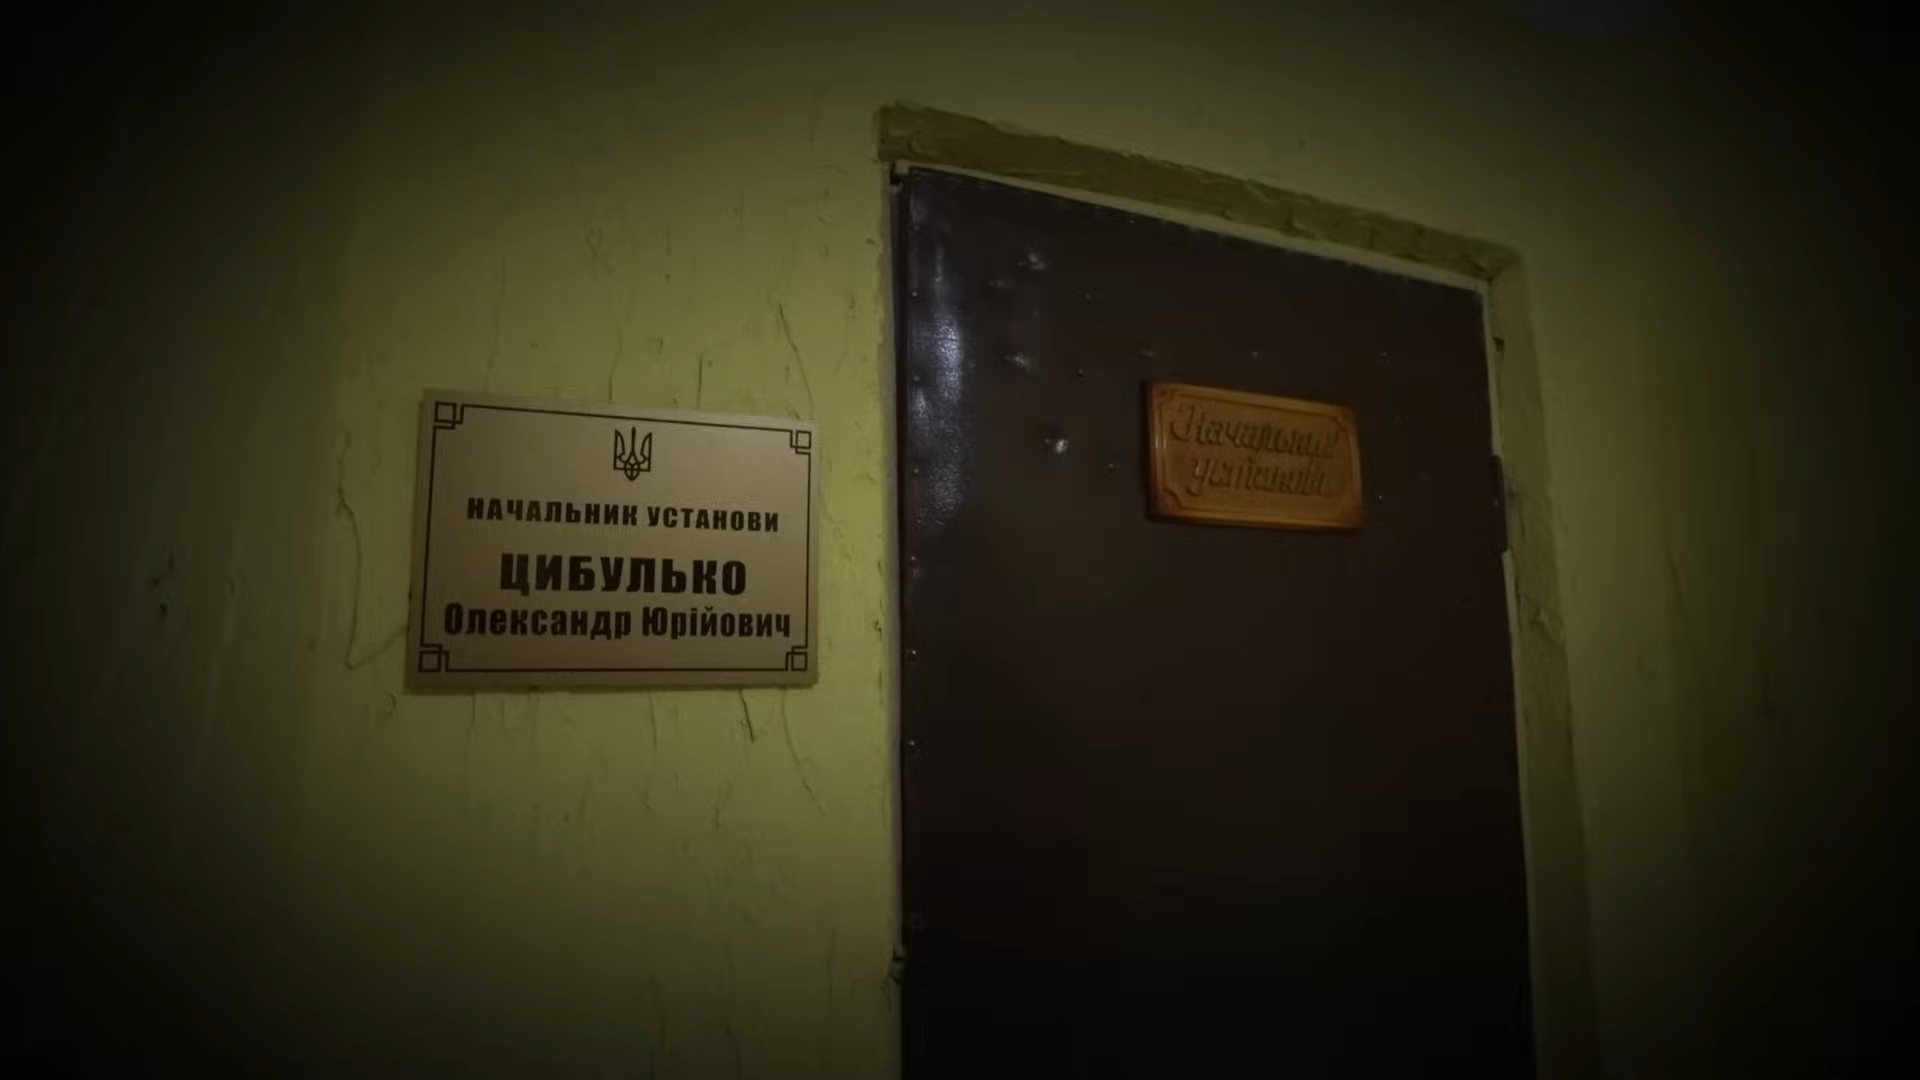 НАЧАЛЬНИК УСТАНОВИ
ЦИБУЛЬКО
Олександр Юрійович
Начальник
установи